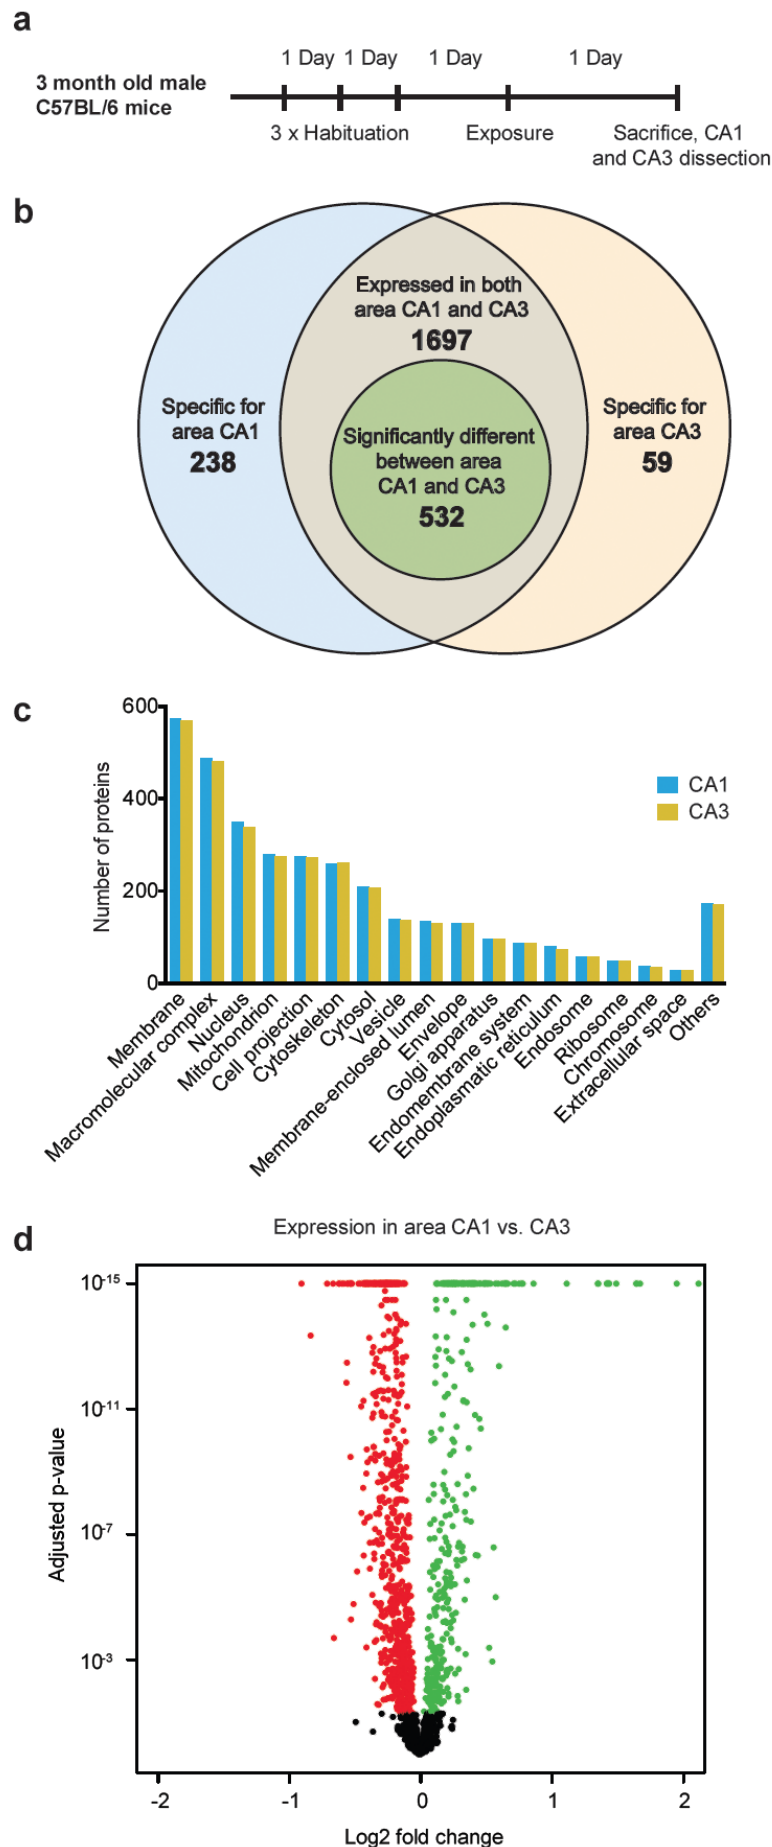 a
1 Day 1 Day 1 Day 1 Day
3 month old male
C57BL/6 mice
3 x Habituation Exposure Sacrifice, CA1
and CA3 dissection
b
Expressed in both
area CA1 and CA3
1697
Specific for
area CA1
238
Significantly different
between area
CA1 and CA3
532
Specific for
area CA3
59
c
Number of proteins
600
400
200
0
CA1
CA3
Membrane
Macromolecular complex
Nucleus
Mitochondrion
Cell projection
Cytoskeleton
Cytosol
Vesicle
Membrane-enclosed lumen
Envelope
Golgi apparatus
Endomembrane system
Endoplasmatic reticulum
Endosome
Ribosome
Chromosome
Extracellular space
Others
d
Expression in area CA1 vs. CA3
Adjusted p-value
10-15
10-11
10-7
10-3
-2 -1 0 1 2
Log2 fold change